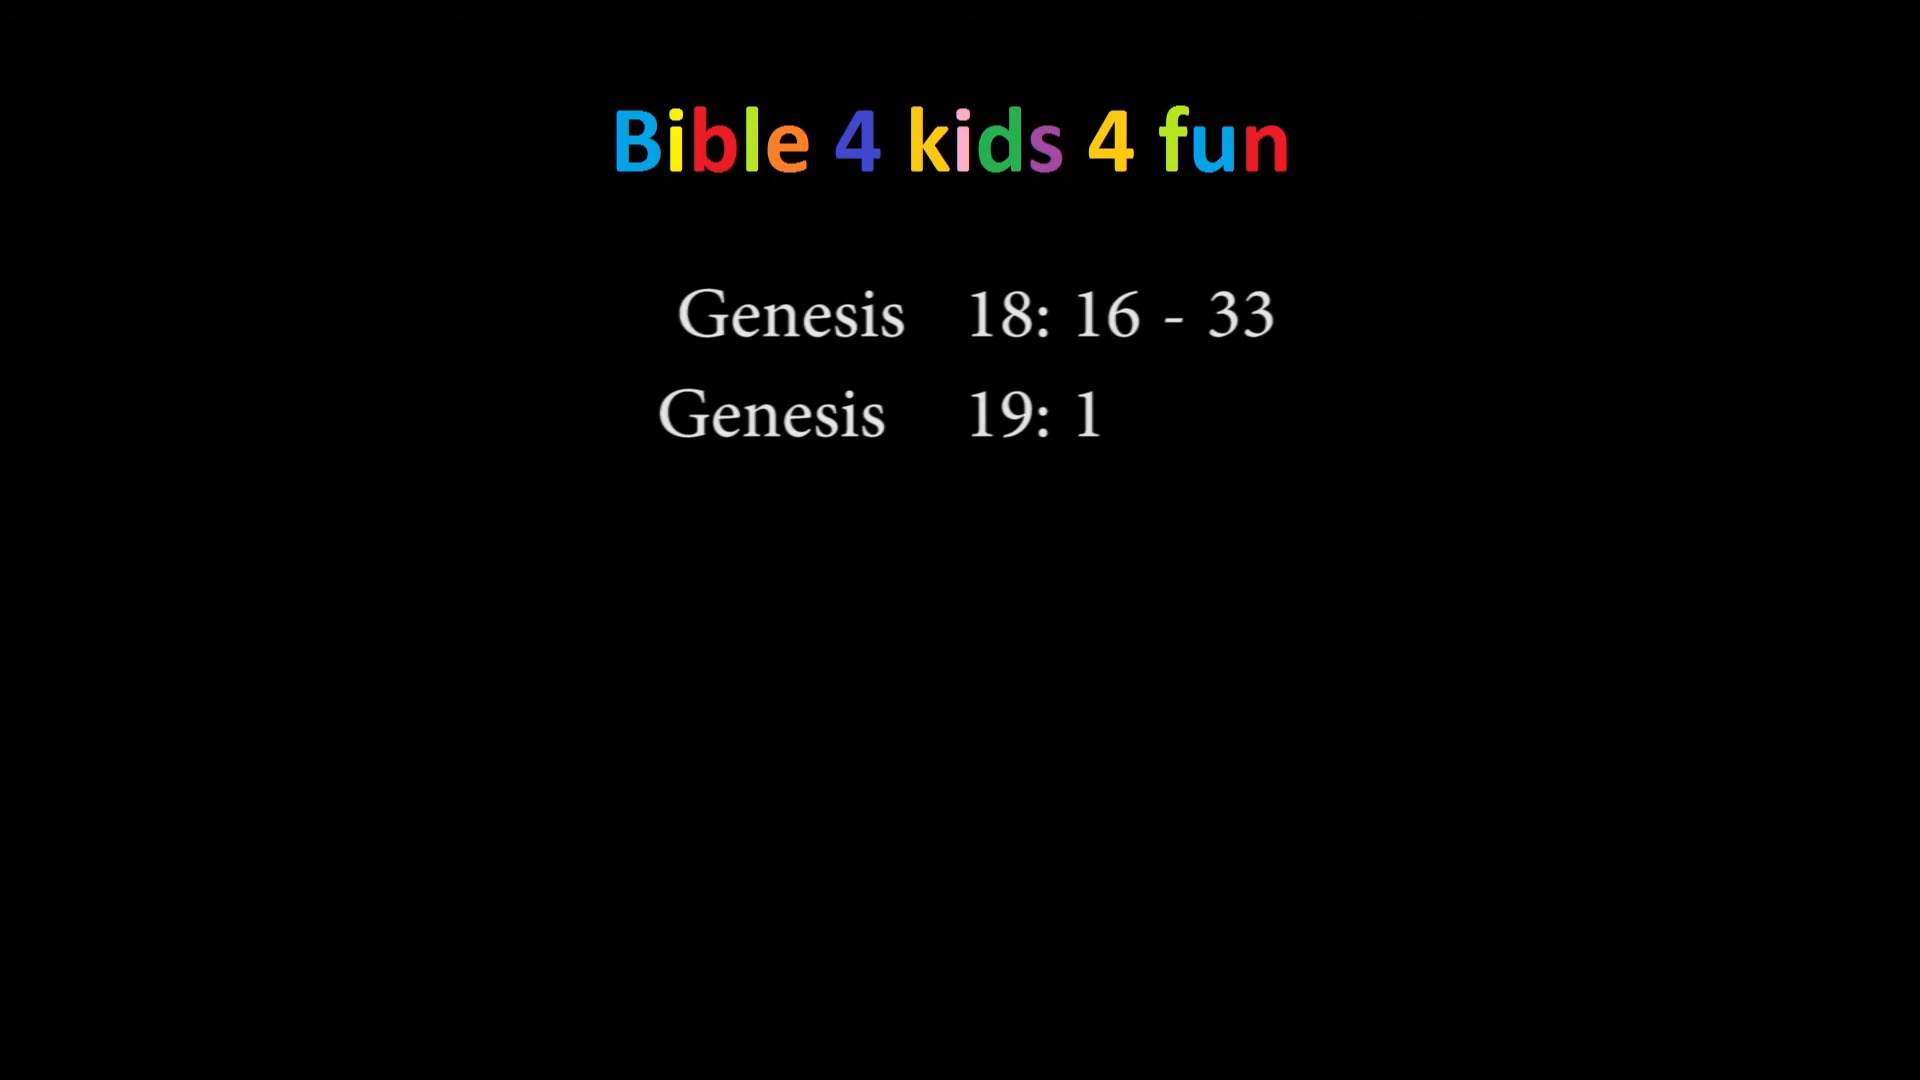 Bible 4 kids 4 fun
Genesis 18: 16 - 33
Genesis 19: 1